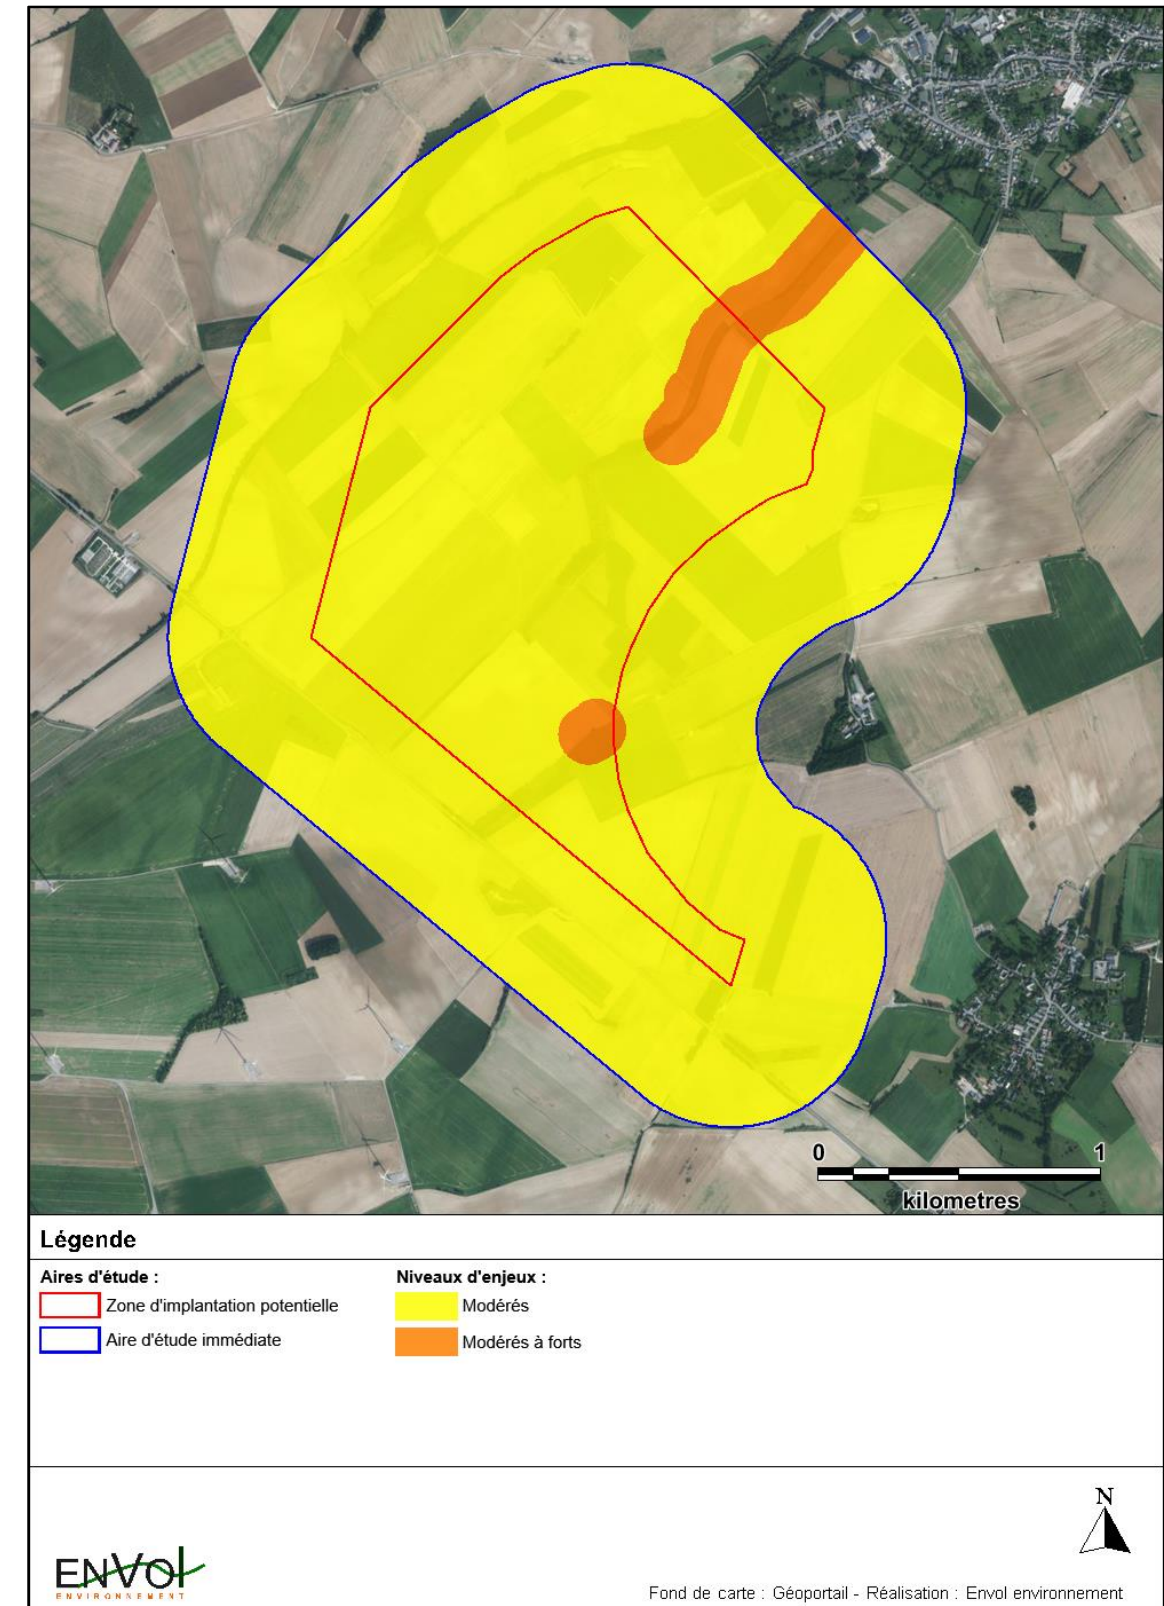 0 1
kilometres
Légende
Aires d'étude :
Zone d'implantation potentielle
Aire d'étude immédiate
Niveaux d'enjeux :
Modérés
Modérés à forts
N
ENVOL
ENVIRONNEMENT
Fond de carte : Géoportail - Réalisation : Envol environnement